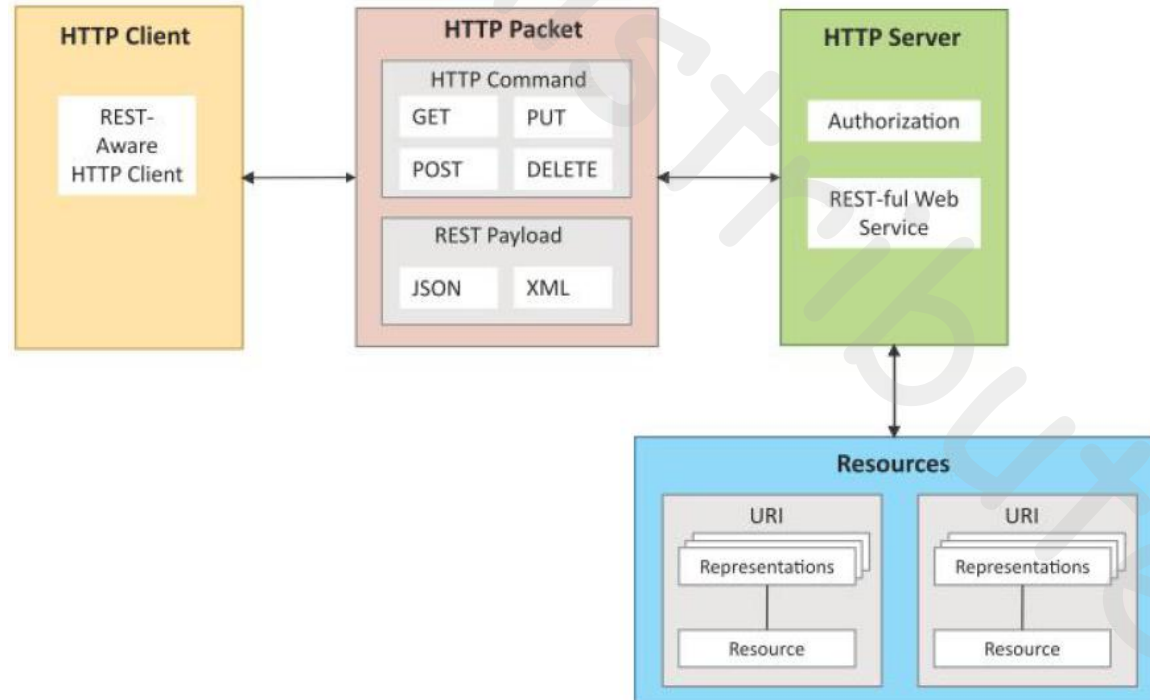 HTTP Client
REST-
Aware
HTTP Client
HTTP Packet
HTTP Command
GET
PUT
POST
DELETE
REST Payload
JSON
XML
HTTP Server
Authorization
REST-ful Web
Service
Resources
URI
Representations
Resource
URI
Representations
Resource